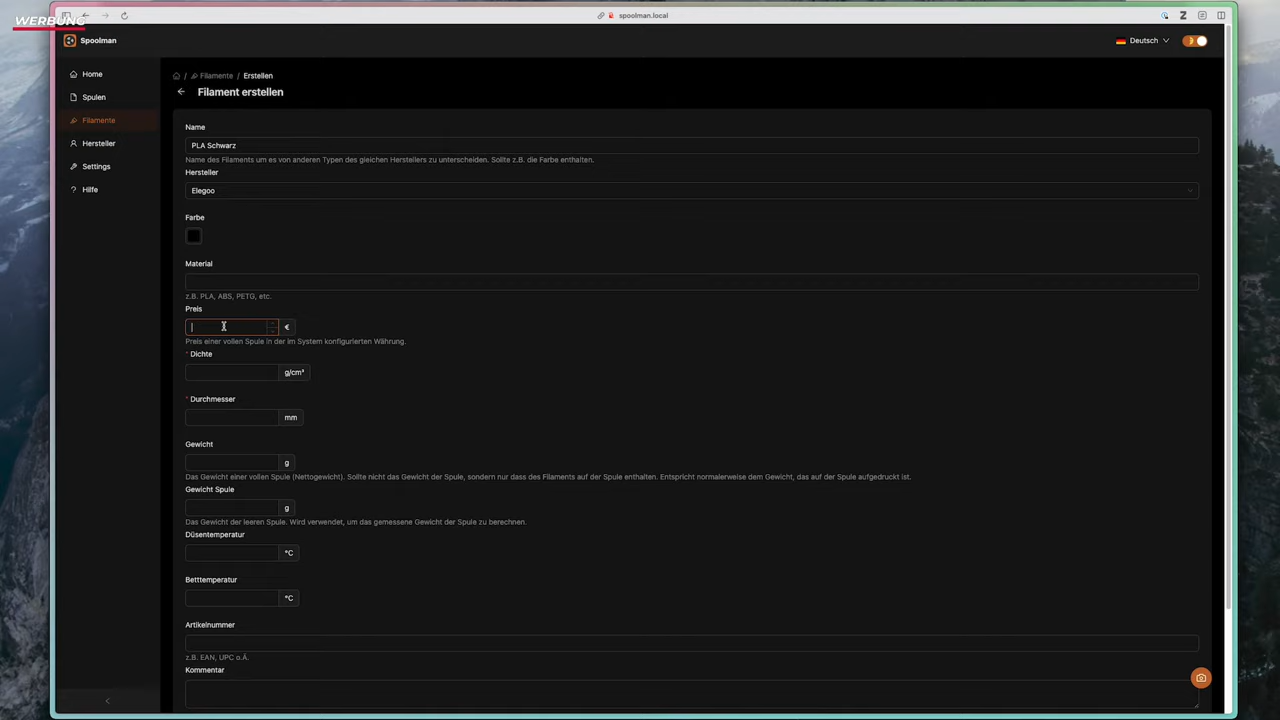 WERBUNG
spoolman.local
Spoolman
Deutsch
Home
Spulen
Filamente
Hersteller
Settings
Hilfe
/ Filamente / Erstellen
Filament erstellen
Name
PLA Schwarz
Name des Filaments um es von anderen Typen des gleichen Herstellers zu unterscheiden. Sollte z.B. die Farbe enthalten.
Hersteller
Elegoo
Farbe
Material
z.B. PLA, ABS, PETG, etc.
Preis
€
Preis einer vollen Spule in der im System konfigurierten Währung.
* Dichte
g/cm³
* Durchmesser
mm
Gewicht
g
Das Gewicht einer vollen Spule (Nettogewicht). Sollte nicht das Gewicht der Spule, sondern nur dass des Filaments auf der Spule enthalten. Entspricht normalerweise dem Gewicht, das auf der Spule aufgedruckt ist.
Gewicht Spule
g
Das Gewicht der leeren Spule. Wird verwendet, um das gemessene Gewicht der Spule zu berechnen.
Düsentemperatur
°C
Betttemperatur
°C
Artikelnummer
z.B. EAN, UPC o.Ä.
Kommentar